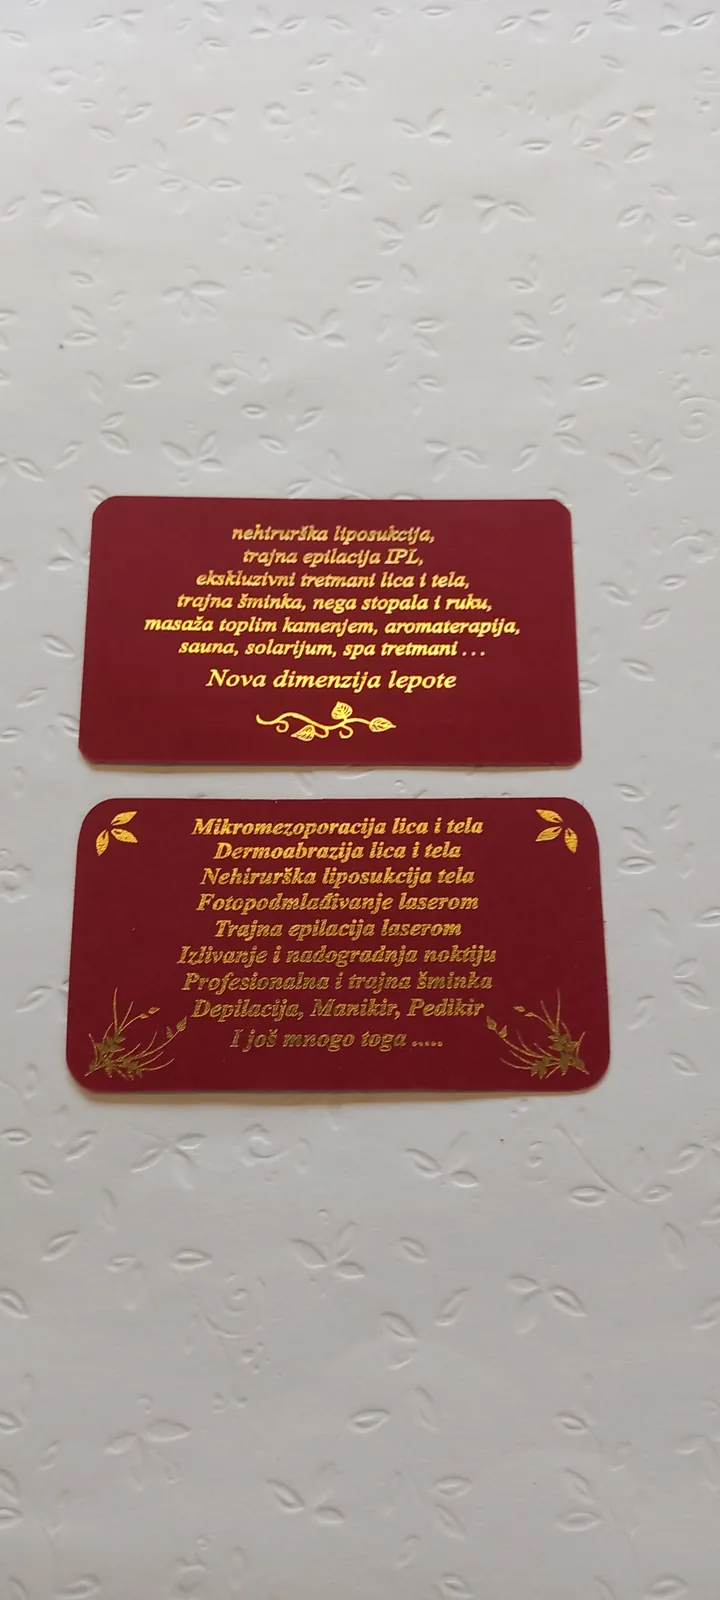 nehirurška liposukcija,
trajna epilacija IPL,
ekskluzivni tretmani lica i tela,
trajna šminka, nega stopala i ruku,
masaža toplim kamenjem, aromaterapija,
sauna, solarijum, spa tretmani . . .
Nova dimenzija lepote
Mikromezoporacija lica i tela
Dermoabrazija lica i tela
Nehirurška liposukcija tela
Fotopodmlađivanje laserom
Trajna epilacija laserom
Izlivanje i nadogradnja noktiju
Profesionalna i trajna šminka
Depilacija, Manikir, Pedikir
I još mnogo toga .....